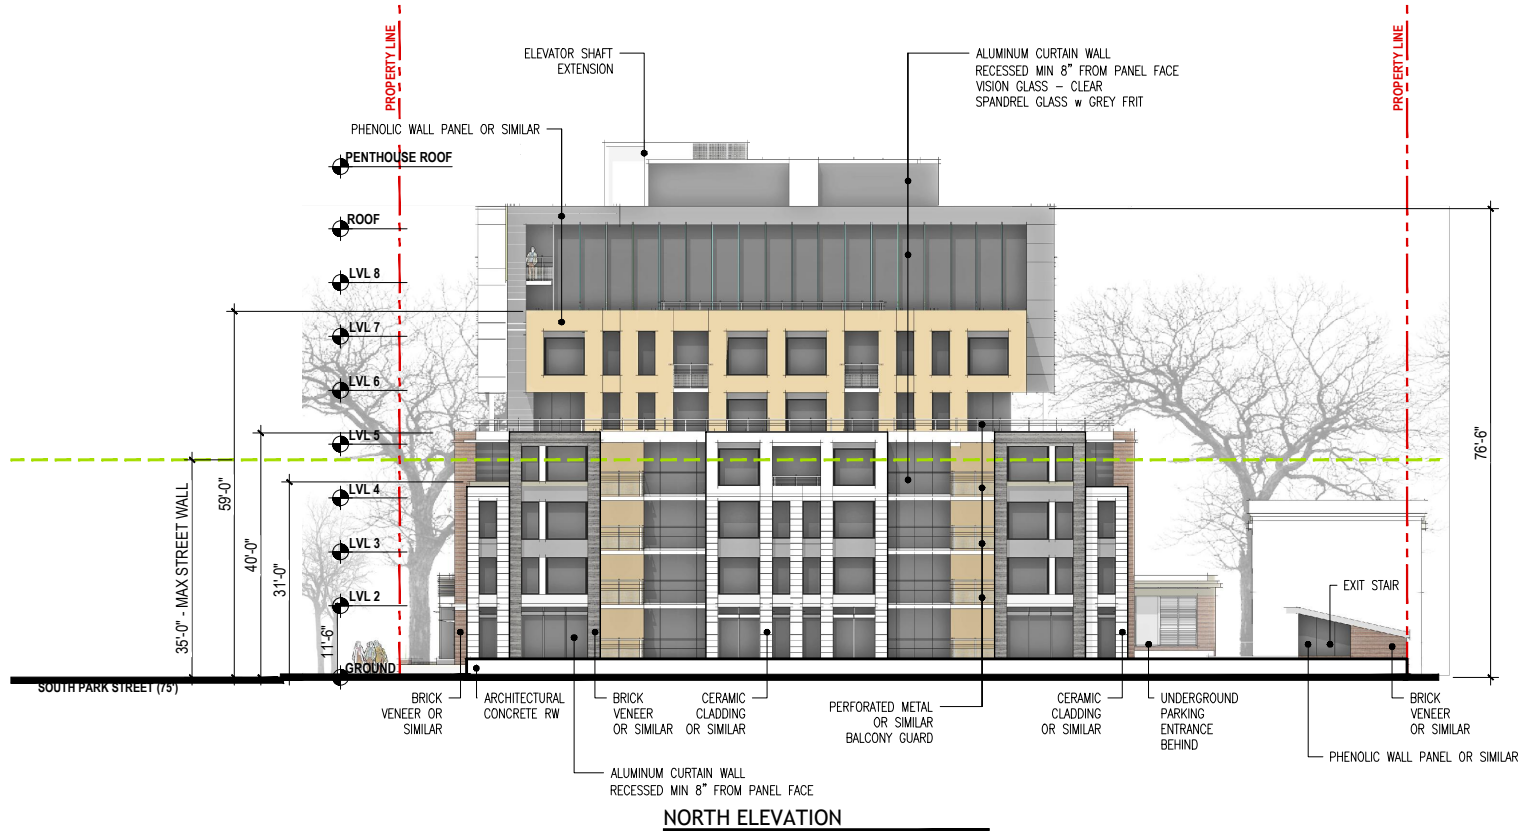 PROPERTY LINE
PROPERTY LINE
ELEVATOR SHAFT
EXTENSION
ALUMINUM CURTAIN WALL
RECESSED MIN 8" FROM PANEL FACE
VISION GLASS – CLEAR
SPANDREL GLASS w GREY FRIT
PHENOLIC WALL PANEL OR SIMILAR
PENTHOUSE ROOF
ROOF
LVL 8
LVL 7
LVL 6
LVL 5
LVL 4
LVL 3
LVL 2
GROUND
35'-0" - MAX STREET WALL
59'-0"
40'-0"
31'-0"
11'-6"
76'-6"
EXIT STAIR
SOUTH PARK STREET (75')
BRICK
VENEER OR
SIMILAR
ARCHITECTURAL
CONCRETE RW
BRICK
VENEER
OR SIMILAR
CERAMIC
CLADDING
OR SIMILAR
PERFORATED METAL
OR SIMILAR
BALCONY GUARD
CERAMIC
CLADDING
OR SIMILAR
UNDERGROUND
PARKING
ENTRANCE
BEHIND
BRICK
VENEER
OR SIMILAR
PHENOLIC WALL PANEL OR SIMILAR
ALUMINUM CURTAIN WALL
RECESSED MIN 8" FROM PANEL FACE
NORTH ELEVATION